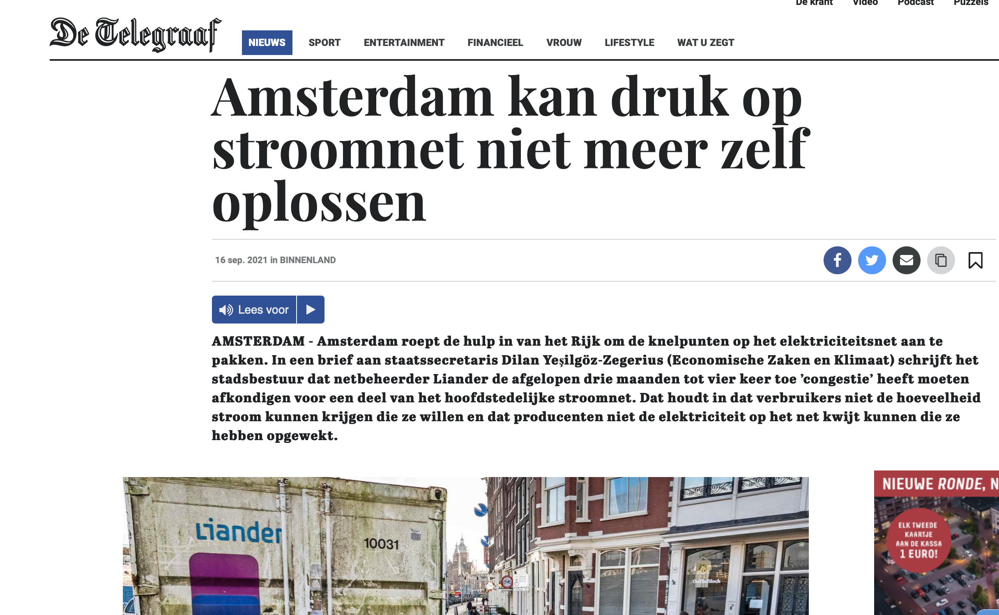 De krant Video Podcast Puzzels
De Telegraaf
NIEUWS SPORT ENTERTAINMENT FINANCIEEL VROUW LIFESTYLE WAT U ZEGT
Amsterdam kan druk op
stroomnet niet meer zelf
oplossen
16 sep. 2021 in BINNENLAND
Lees voor
AMSTERDAM - Amsterdam roept de hulp in van het Rijk om de knelpunten op het elektriciteitsnet aan te
pakken. In een brief aan staatssecretaris Dilan Yeşilgöz-Zegerius (Economische Zaken en Klimaat) schrijft het
stadsbestuur dat netbeheerder Liander de afgelopen drie maanden tot vier keer toe ’congestie’ heeft moeten
afkondigen voor een deel van het hoofdstedelijke stroomnet. Dat houdt in dat verbruikers niet de hoeveelheid
stroom kunnen krijgen die ze willen en dat producenten niet de elektriciteit op het net kwijt kunnen die ze
hebben opgewekt.
Liander
10031
HOTEL
OnTheBlock
8
NIEUWE RONDE, N
ELK TWEEDE
KAARTJE
AAN DE KASSA
1 EURO!